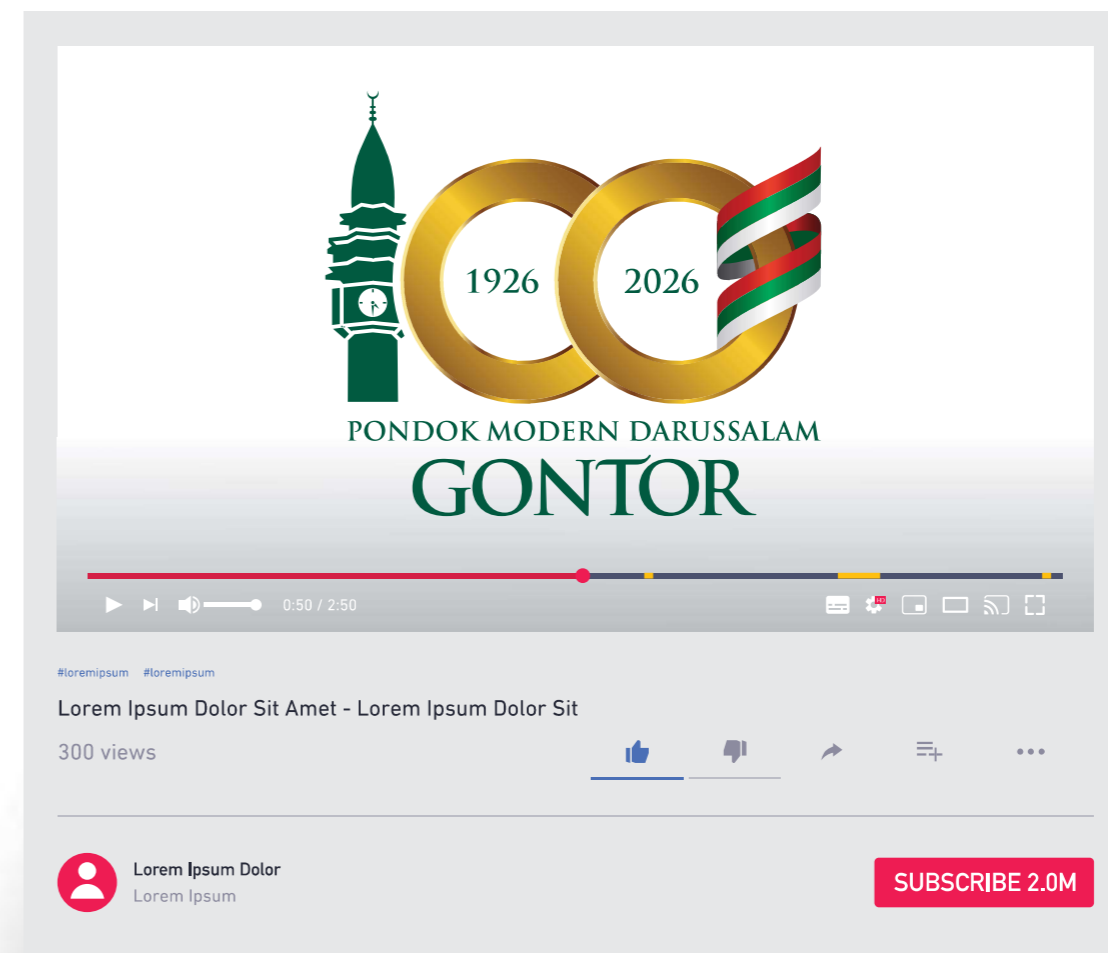 1926 2026
PONDOK MODERN DARUSSALAM
GONTOR
0:50 / 2:50
HD
#loremipsum #loremipsum
Lorem Ipsum Dolor Sit Amet - Lorem Ipsum Dolor Sit
300 views
Lorem Ipsum Dolor
Lorem Ipsum
SUBSCRIBE 2.0M